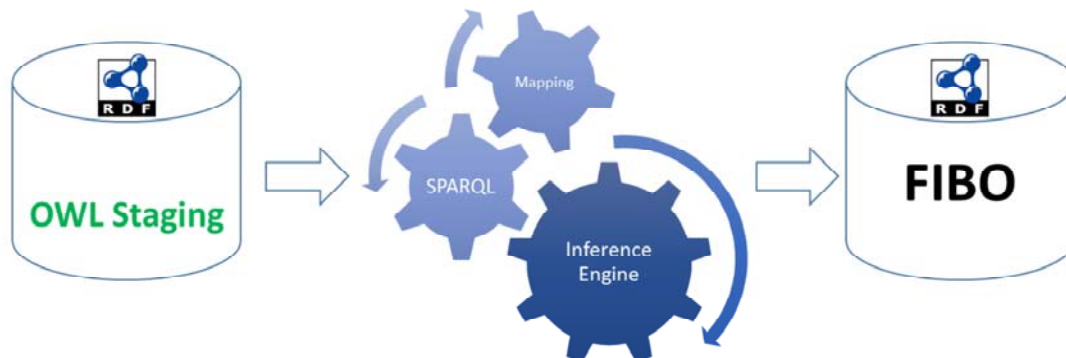 RDF
OWL Staging
Mapping
SPARQL
Inference
Engine
RDF
FIBO